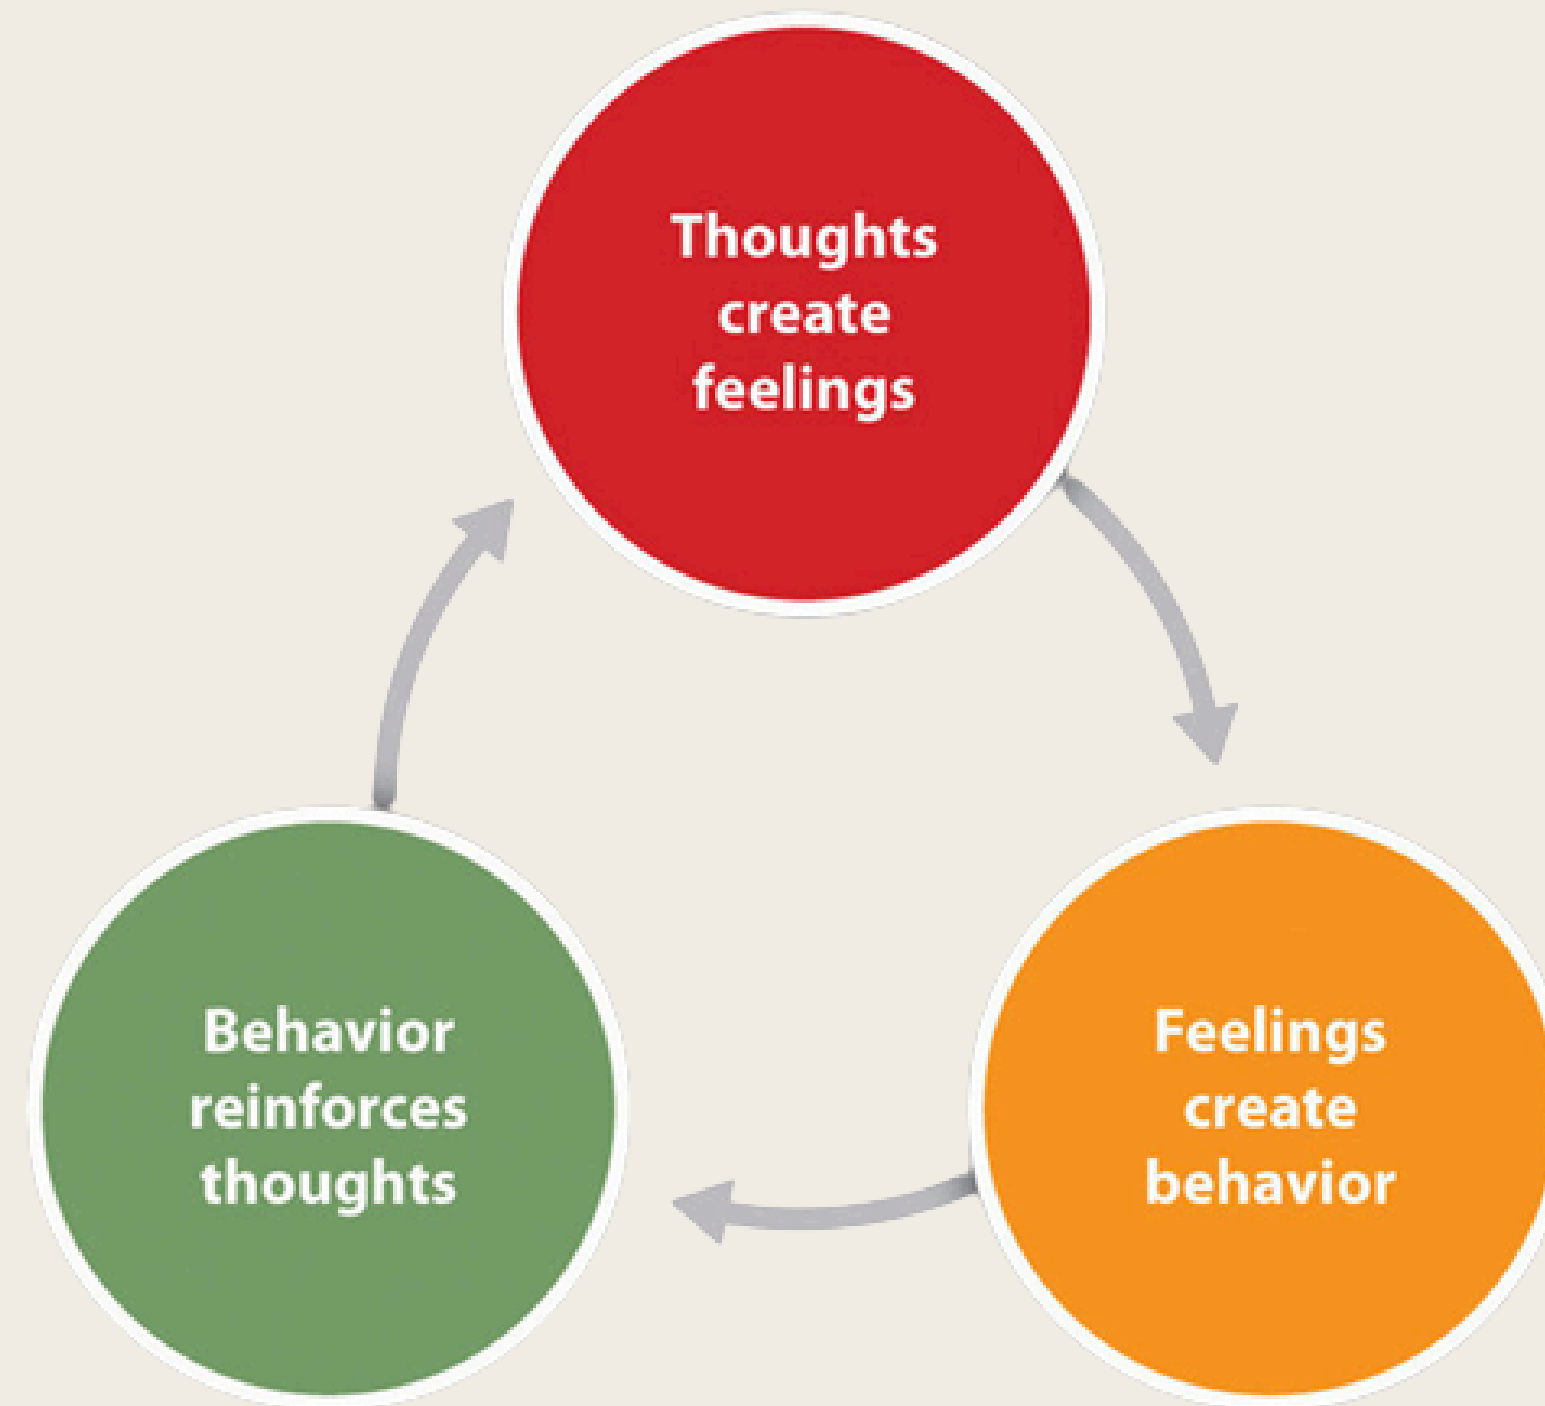 Thoughts
create
feelings
Feelings
create
behavior
Behavior
reinforces
thoughts